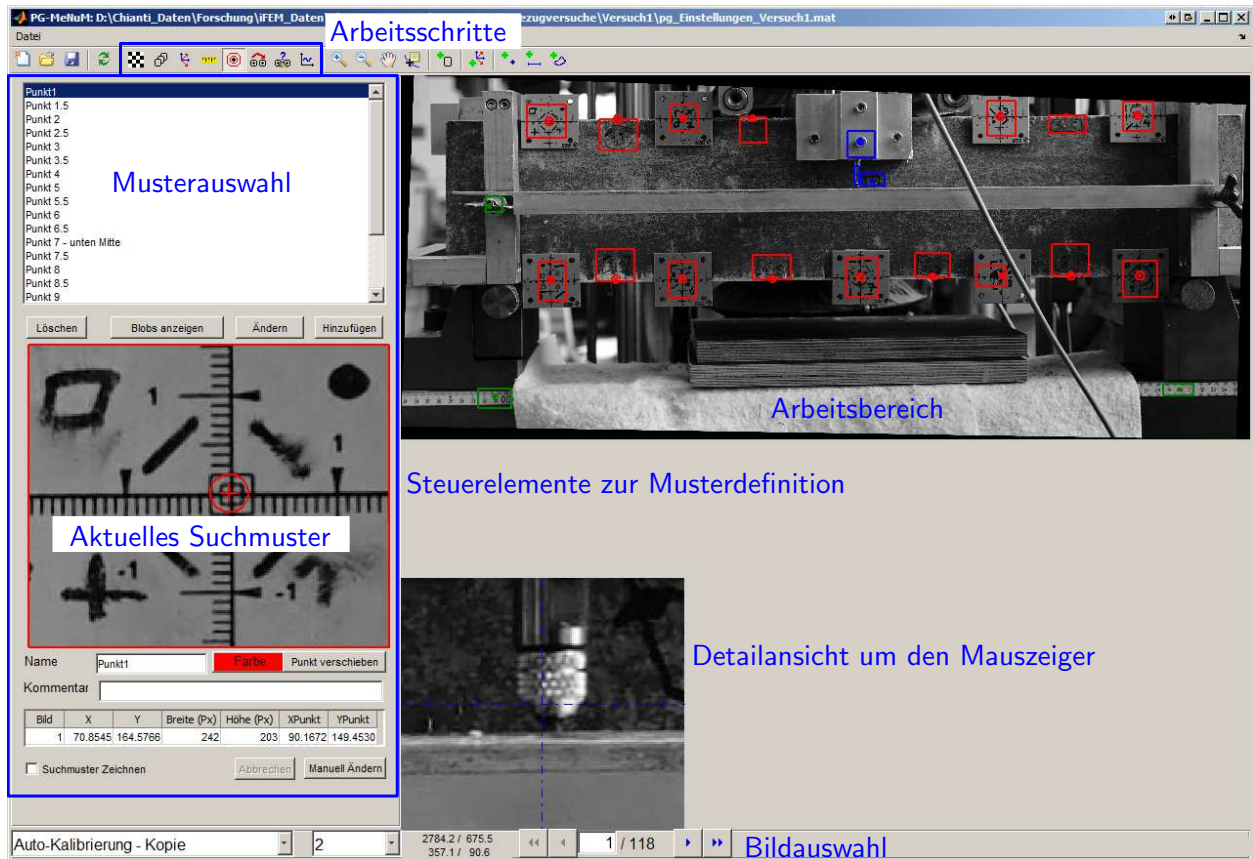 PG-MeNuM: D:\Chianti_Daten\Forschung\iFEM_Daten
ezugversuche\Versuch1\pg_Einstellungen_Versuch1.mat
Datei
Arbeitsschritte
Punkt1
Punkt 1.5
Punkt 2
Punkt 2.5
Punkt 3
Punkt 3.5
Punkt 4
Punkt 5
Punkt 5.5
Punkt 6
Punkt 6.5
Punkt 7 - unten Mitte
Punkt 7.5
Punkt 8
Punkt 8.5
Punkt 9
Musterauswahl
Löschen Blobs anzeigen Ändern Hinzufügen
1
1
Aktuelles Suchmuster
-1
-1
Arbeitsbereich
Steuerelemente zur Musterdefinition
Detailansicht um den Mauszeiger
Name Punkt1 Farbe Punkt verschieben
Kommentar
Bild X Y Breite (Px) Höhe (Px) XPunkt YPunkt
1 70.8545 164.5766 242 203 90.1672 149.4530
Suchmuster Zeichnen Abbrechen Manuell Ändern
Auto-Kalibrierung - Kopie 2
2784.2 / 675.5
357.1 / 90.6
1 / 118
Bildauswahl